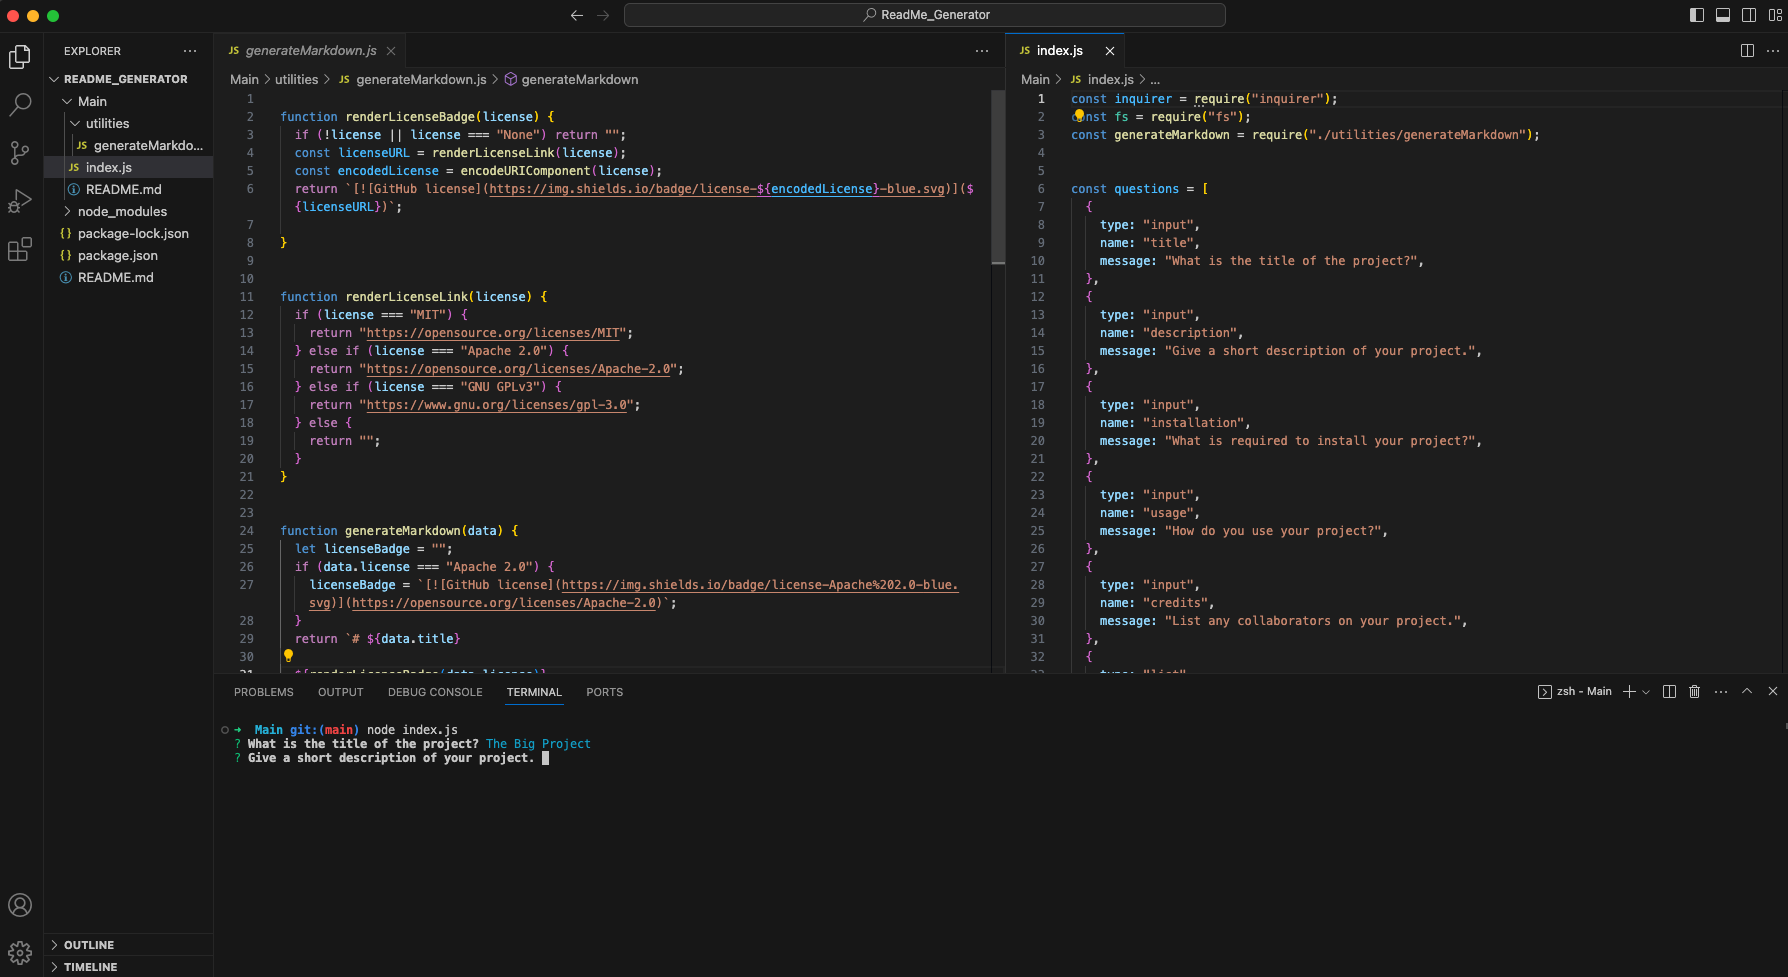 ReadMe_Generator
EXPLORER
README_GENERATOR
Main
utilities
JS generateMarkdo...
JS index.js
README.md
node_modules
{} package-lock.json
{} package.json
README.md
OUTLINE
TIMELINE
JS generateMarkdown.js
Main > utilities > JS generateMarkdown.js > generateMarkdown
1
2 function renderLicenseBadge(license) {
3 if (!license || license === "None") return "";
4 const licenseURL = renderLicenseLink(license);
5 const encodedLicense = encodeURIComponent(license);
6 return `[![GitHub license](https://img.shields.io/badge/license-${encodedLicense}-blue.svg)]($
{licenseURL})`;
7
8 }
9
10
11 function renderLicenseLink(license) {
12 if (license === "MIT") {
13 return "https://opensource.org/licenses/MIT";
14 } else if (license === "Apache 2.0") {
15 return "https://opensource.org/licenses/Apache-2.0";
16 } else if (license === "GNU GPLv3") {
17 return "https://www.gnu.org/licenses/gpl-3.0";
18 } else {
19 return "";
20 }
21 }
22
23
24 function generateMarkdown(data) {
25 let licenseBadge = "";
26 if (data.license === "Apache 2.0") {
27 licenseBadge = `[![GitHub license](https://img.shields.io/badge/license-Apache%202.0-blue.
svg)](https://opensource.org/licenses/Apache-2.0)`;
28 }
29 return `# ${data.title}
30
31 ${renderLicenseBadge(data.license)}
JS index.js
Main > JS index.js > ...
1 const inquirer = require("inquirer");
2 const fs = require("fs");
3 const generateMarkdown = require("./utilities/generateMarkdown");
4
5
6 const questions = [
7 {
8 type: "input",
9 name: "title",
10 message: "What is the title of the project?",
11 },
12 {
13 type: "input",
14 name: "description",
15 message: "Give a short description of your project.",
16 },
17 {
18 type: "input",
19 name: "installation",
20 message: "What is required to install your project?",
21 },
22 {
23 type: "input",
24 name: "usage",
25 message: "How do you use your project?",
26 },
27 {
28 type: "input",
29 name: "credits",
30 message: "List any collaborators on your project.",
31 },
32 {
33 type: "list"
PROBLEMS OUTPUT DEBUG CONSOLE TERMINAL PORTS
zsh - Main
➜ Main git:(main) node index.js
? What is the title of the project? The Big Project
? Give a short description of your project.